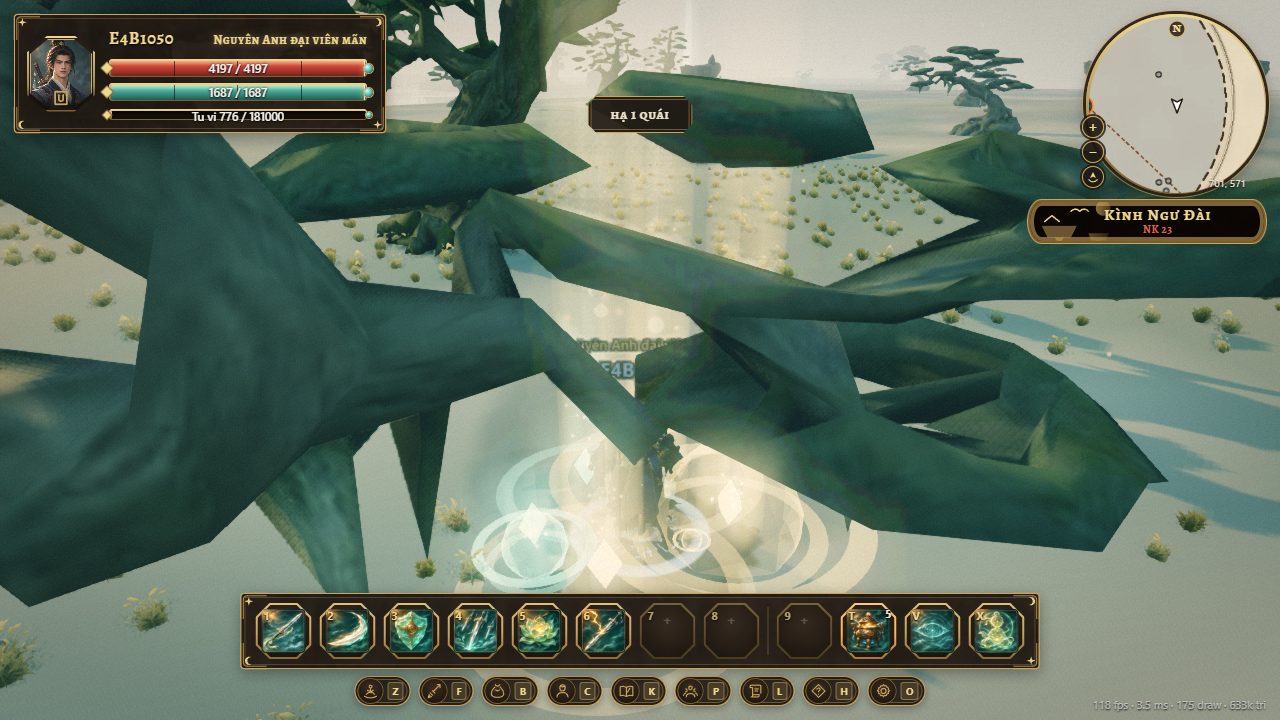 E4B1050
NGUYÊN ANH ĐẠI VIÊN MÃN
4197 / 4197
1687 / 1687
Tu vi 776 / 181000
U
HẠ 1 QUÁI
N
+
−
701, 571
KÌNH NGƯ ĐÀI
NK 23
Anh
E4B
1
2
3
4
5
6
7
8
9
5
V
X
Z
F
B
C
K
P
L
H
O
118 fps · 3.5 ms · 175 draw · 633k tri